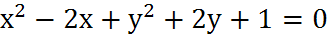 x² − 2x + y² + 2y + 1 = 0